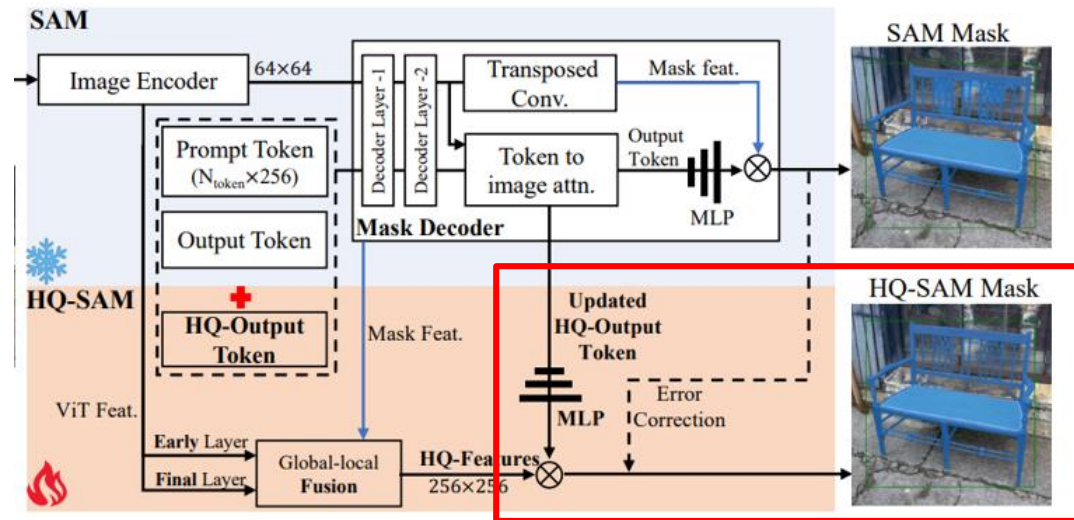 SAM
SAM Mask
Image Encoder
64×64
Decoder Layer -1
Decoder Layer -2
Transposed
Conv.
Mask feat.
Prompt Token
(Ntoken×256)
Token to
image attn.
Output
Token
MLP
Output Token
Mask Decoder
HQ-SAM
HQ-Output
Token
Mask Feat.
Updated
HQ-Output
Token
HQ-SAM Mask
MLP
Error
Correction
ViT Feat.
Early Layer
Final Layer
Global-local
Fusion
HQ-Features
256×256